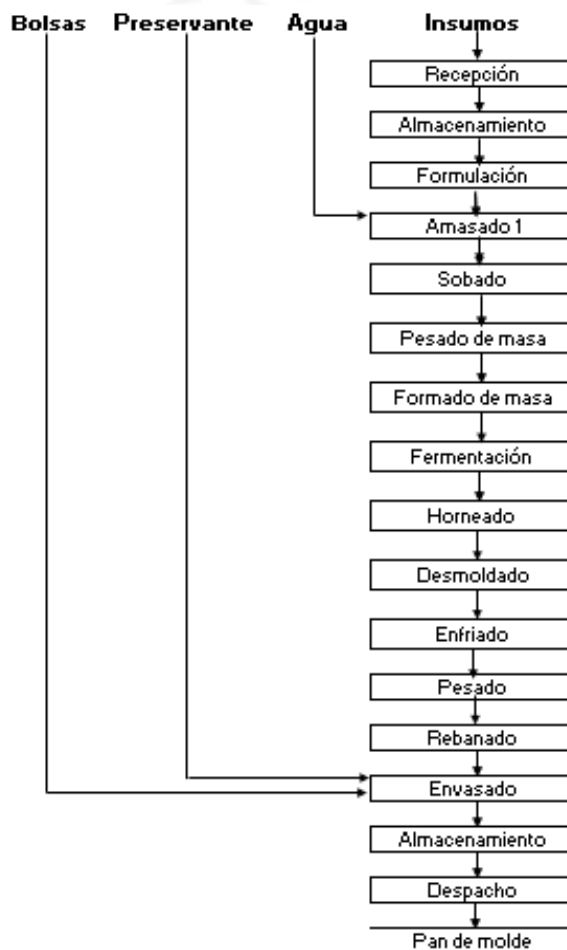 Bolsas Preservante Agua Insumos
Recepción
Almacenamiento
Formulación
Amasado 1
Sobado
Pesado de masa
Formado de masa
Fermentación
Horneado
Desmoldado
Enfriado
Pesado
Rebanado
Envasado
Almacenamiento
Despacho
Pan de molde